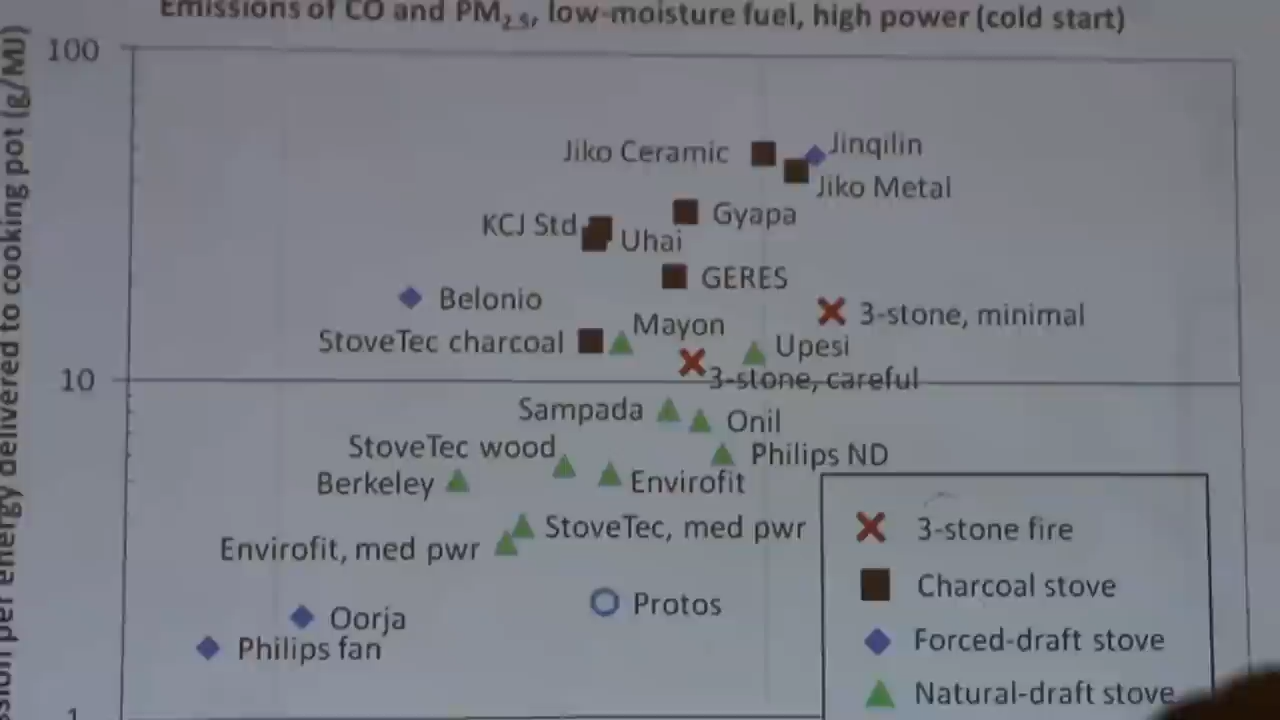 Emissions of CO and PM2.5, low-moisture fuel, high power (cold start)
100
Jiko Ceramic
Jinqilin
Jiko Metal
KCJ Std
Gyapa
Uhai
GERES
Belonio
3-stone, minimal
StoveTec charcoal
Mayon
Upesi
10
3-stone, careful
Sampada
Onil
StoveTec wood
Philips ND
Berkeley
Envirofit
StoveTec, med pwr
Envirofit, med pwr
Protos
Oorja
Philips fan
1
3-stone fire
Charcoal stove
Forced-draft stove
Natural-draft stove
per energy delivered to cooking pot (g/MJ)